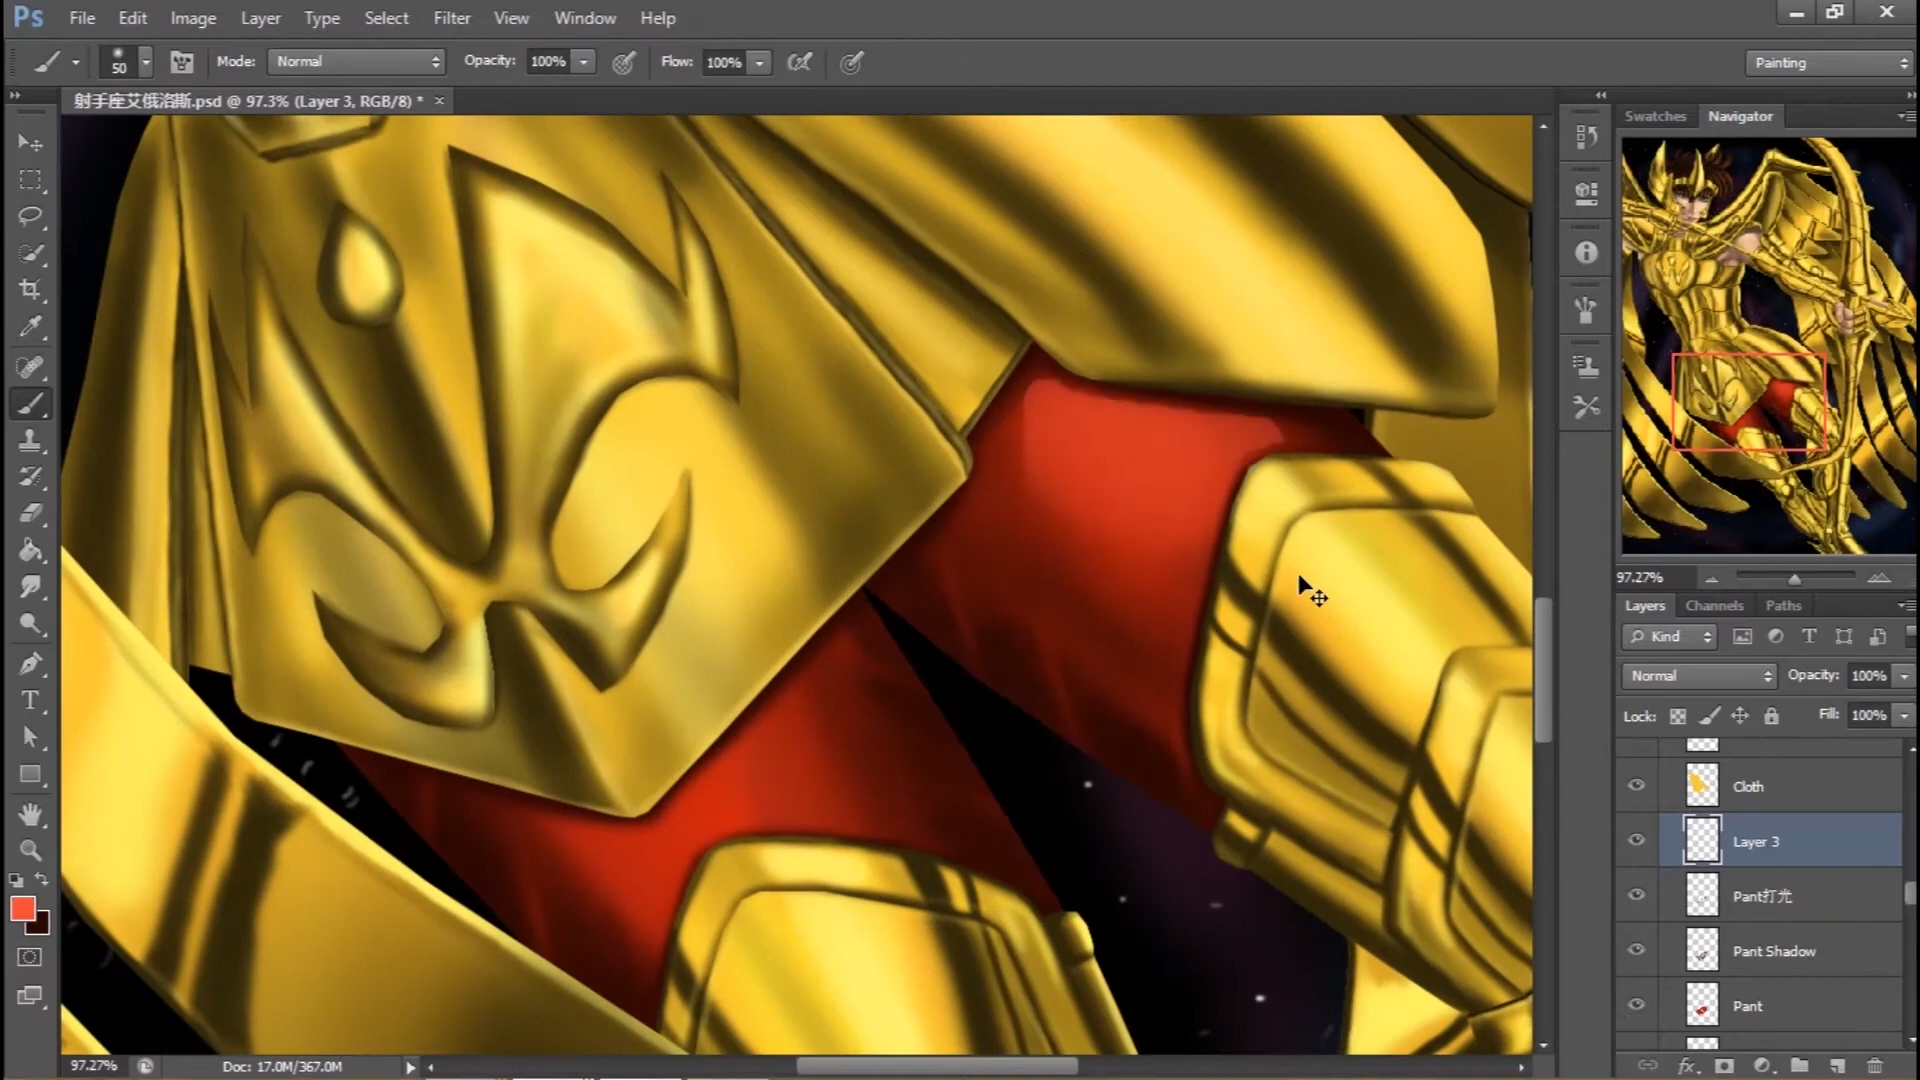 Ps File Edit Image Layer Type Select Filter View Window Help
50 Mode: Normal Opacity: 100% Flow: 100% Painting
射手座艾俄洛斯.psd @ 97.3% (Layer 3, RGB/8) * ×
Swatches Navigator
97.27%
Layers Channels Paths
Kind
Normal Opacity: 100%
Lock: Fill: 100%
Cloth
Layer 3
Pant打光
Pant Shadow
Pant
97.27% Doc: 17.0M/367.0M